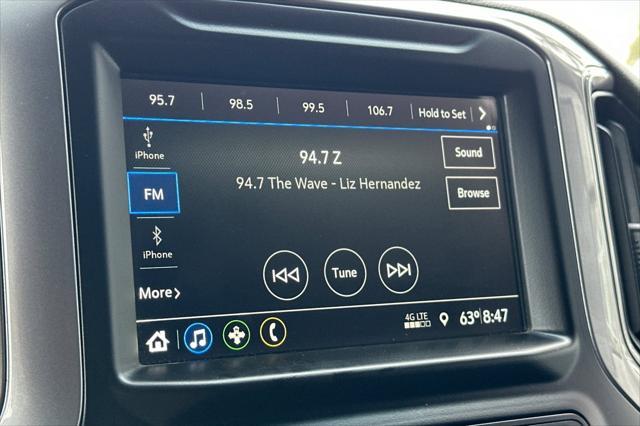 95.7 98.5 99.5 106.7 Hold to Set
iPhone
94.7 Z
Sound
FM
94.7 The Wave - Liz Hernandez
Browse
iPhone
More
Tune
4G LTE 63° 8:47